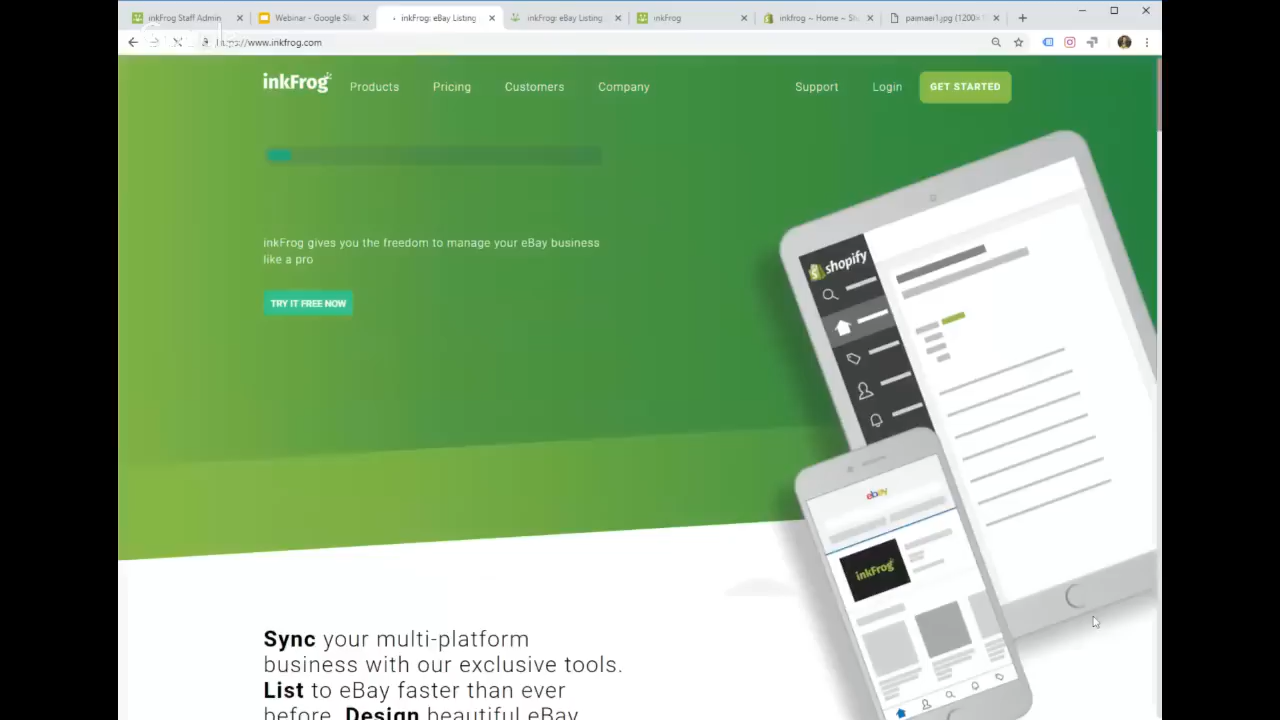 inkFrog Staff Admin
Webinar - Google Sli
inkFrog: eBay Listing
inkFrog: eBay Listing
inkFrog
inkfrog ~ Home ~ Sh
paimaei1.jpg (1200×
www.inkfrog.com
inkFrog
Products
Pricing
Customers
Company
Support
Login
GET STARTED
inkFrog gives you the freedom to manage your eBay business
like a pro
TRY IT FREE NOW
shopify
ebay
inkFrog
Sync your multi-platform
business with our exclusive tools.
List to eBay faster than ever
before. Design beautiful eBay